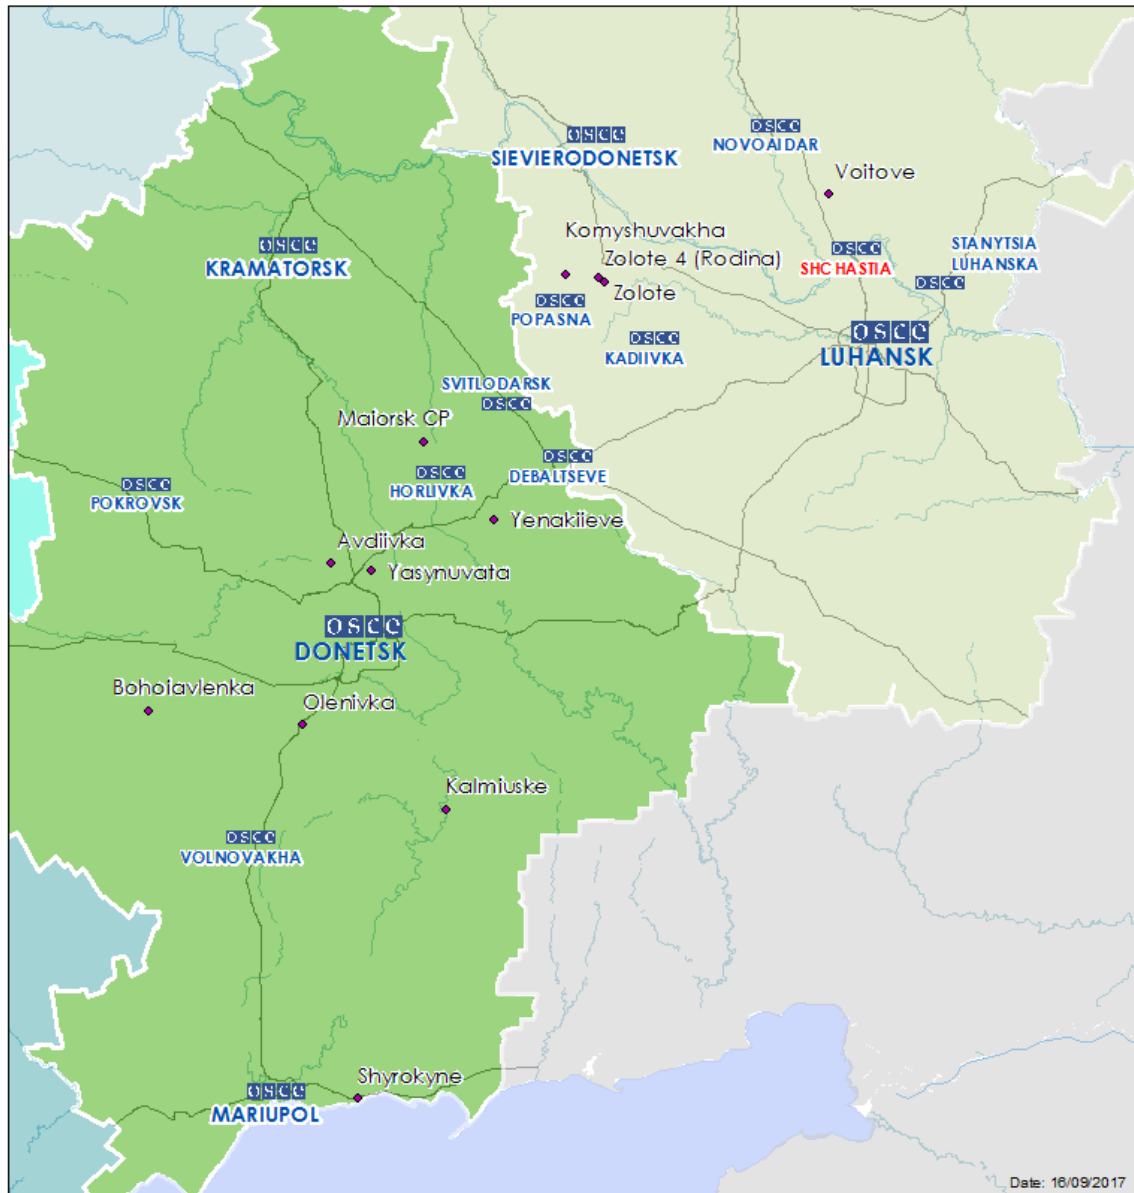 OSCE
NOVOAIDAR
OSCE
SIEVIERODONETSK
Voitove
Komyshuvakha
OSCE
KRAMATORSK
Zolote 4 (Rodina)
OSCE
SHCHASTIA
STANYTSIA
LUHANSKA
OSCE
Zolote
OSCE
POPASNA
OSCE
KADIIVKA
OSCE
LUHANSK
SVITLODARSK
OSCE
Maiorsk CP
OSCE
HORLIVKA
OSCE
DEBALTSEVE
OSCE
POKROVSK
Yenakiieve
Avdiivka
Yasynuvata
OSCE
DONETSK
Bohoiavlenka
Olenivka
Kalmiuske
OSCE
VOLNOVAKHA
Shyrokyne
OSCE
MARIUPOL
Date: 16/09/2017